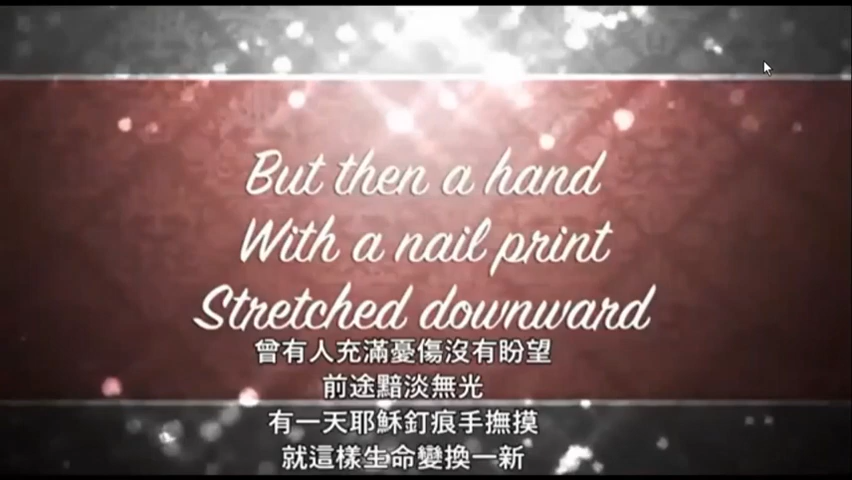 But then a hand
With a nail print
Stretched downward
曾有人充滿憂傷沒有盼望
前途黯淡無光
有一天耶穌釘痕手撫摸
就這樣生命變換一新